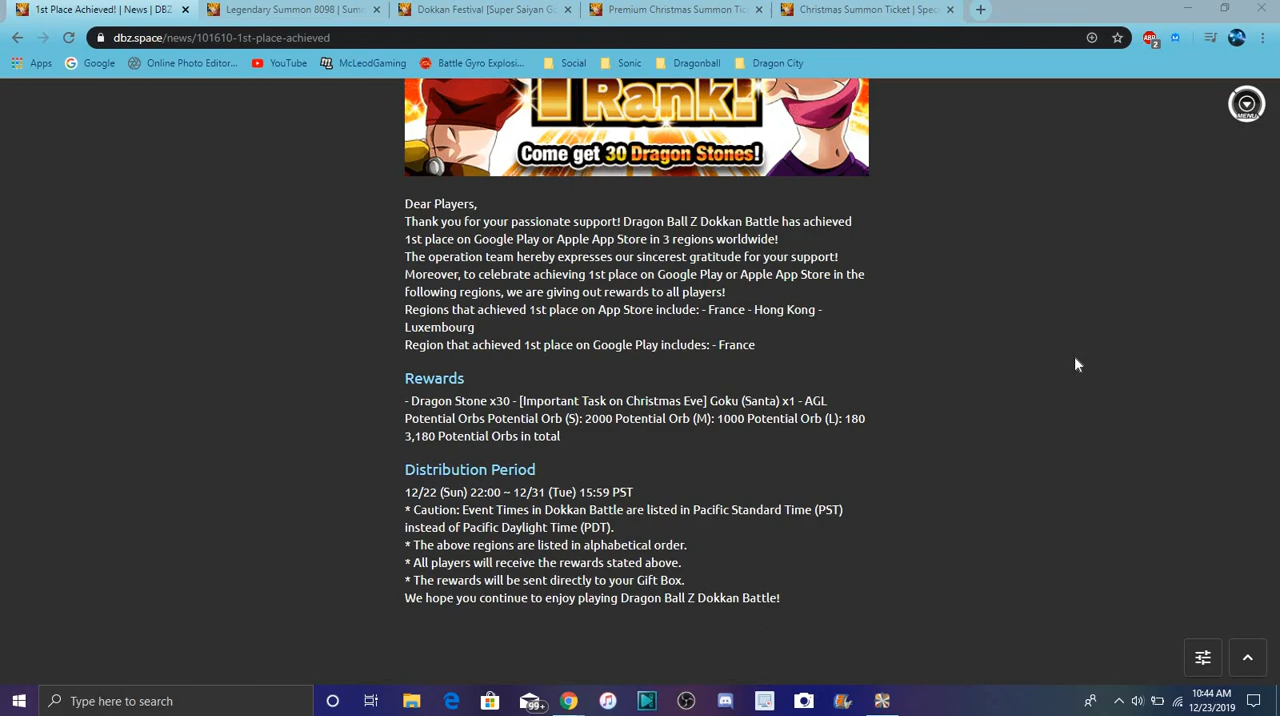 1st Place Achieved! | News | DBZ
Legendary Summon 8098 | Sum
Dokkan Festival [Super Saiyan G
Premium Christmas Summon Tic
Christmas Summon Ticket | Spec
dbz.space/news/101610-1st-place-achieved
2
Apps
Google
Online Photo Editor...
YouTube
McLeodGaming
Battle Gyro Explosi...
Social
Sonic
Dragonball
Dragon City
1 Rank!
Come get 30 Dragon Stones!
MENU
Dear Players,
Thank you for your passionate support! Dragon Ball Z Dokkan Battle has achieved
1st place on Google Play or Apple App Store in 3 regions worldwide!
The operation team hereby expresses our sincerest gratitude for your support!
Moreover, to celebrate achieving 1st place on Google Play or Apple App Store in the
following regions, we are giving out rewards to all players!
Regions that achieved 1st place on App Store include: - France - Hong Kong -
Luxembourg
Region that achieved 1st place on Google Play includes: - France
Rewards
- Dragon Stone x30 - [Important Task on Christmas Eve] Goku (Santa) x1 - AGL
Potential Orbs Potential Orb (S): 2000 Potential Orb (M): 1000 Potential Orb (L): 180
3,180 Potential Orbs in total
Distribution Period
12/22 (Sun) 22:00 ~ 12/31 (Tue) 15:59 PST
* Caution: Event Times in Dokkan Battle are listed in Pacific Standard Time (PST)
instead of Pacific Daylight Time (PDT).
* The above regions are listed in alphabetical order.
* All players will receive the rewards stated above.
* The rewards will be sent directly to your Gift Box.
We hope you continue to enjoy playing Dragon Ball Z Dokkan Battle!
Type here to search
99+
10:44 AM
12/23/2019